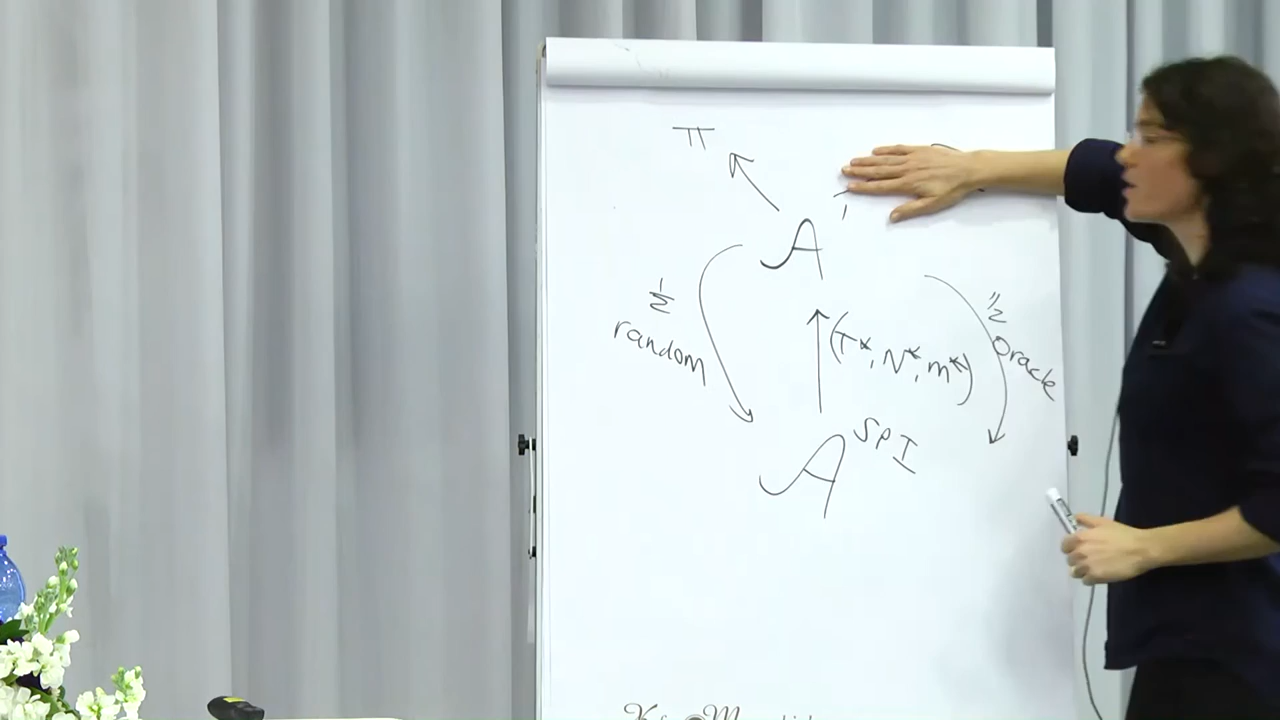 π
A'
1/2
random
1/2
oracle
(T*, N*, m*)
A SPI